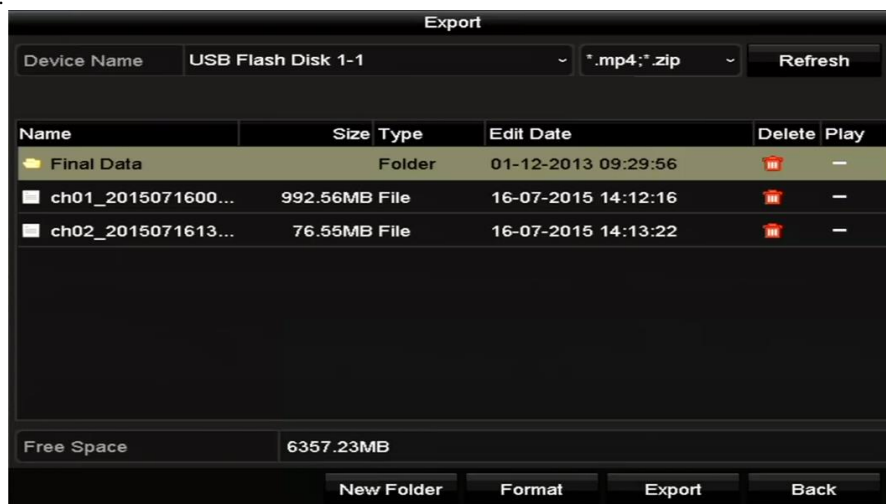 Export
Device Name USB Flash Disk 1-1 *.mp4;*.zip Refresh
Name Size Type Edit Date Delete Play
Final Data Folder 01-12-2013 09:29:56
ch01_2015071600... 992.56MB File 16-07-2015 14:12:16
ch02_2015071613... 76.55MB File 16-07-2015 14:13:22
Free Space 6357.23MB
New Folder Format Export Back